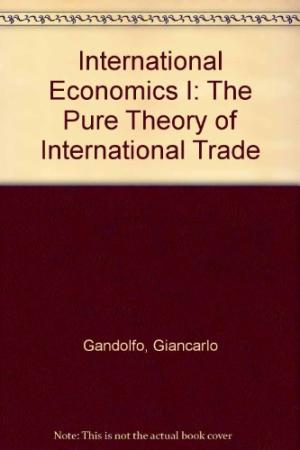 International
Economics I: The
Pure Theory of
International Trade
Gandolfo, Giancarlo
Note: This is not the actual book cover